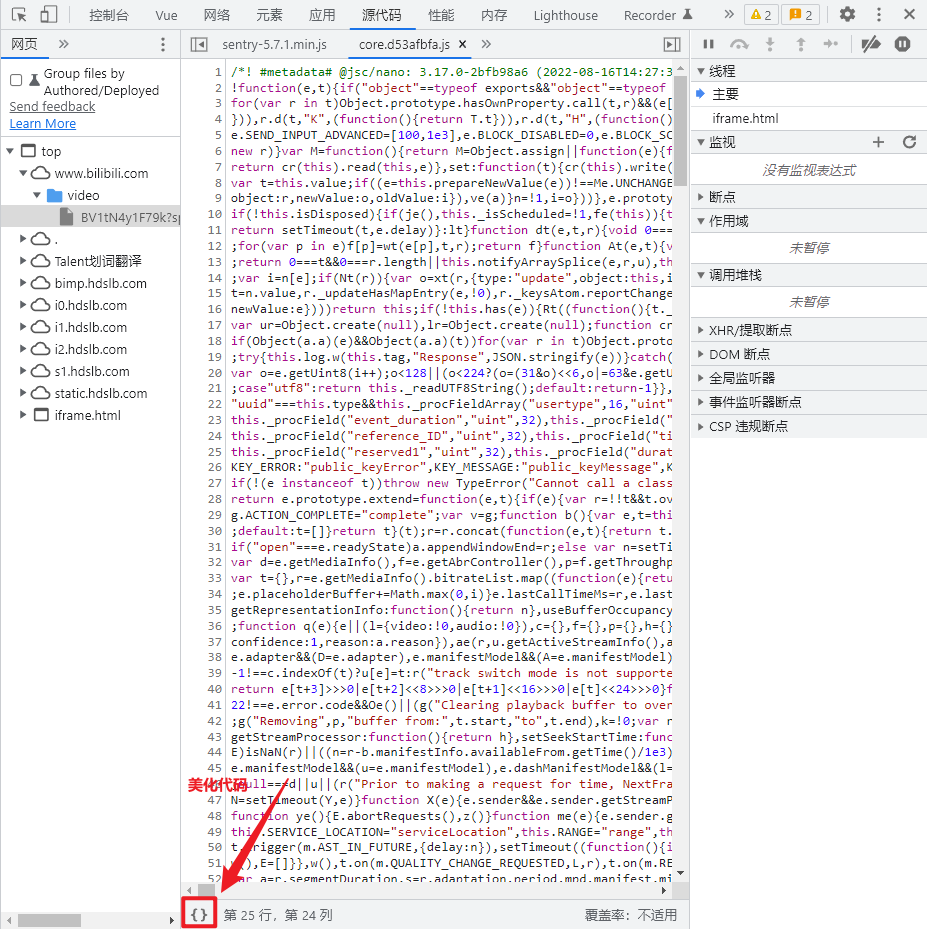 控制台 Vue 网络 元素 应用 源代码 性能 内存 Lighthouse Recorder » 2 2
网页 » sentry-5.7.1.min.js core.d53afbfa.js × »
Group files by
Authored/Deployed
Send feedback
Learn More
top
www.bilibili.com
video
BV1tN4y1F79k?sp
.
Talent划词翻译
bimp.hdslb.com
i0.hdslb.com
i1.hdslb.com
i2.hdslb.com
s1.hdslb.com
static.hdslb.com
iframe.html
1 /*! #metadata# @jsc/nano: 3.17.0-2bfb98a6 (2022-08-16T14:27:3
2 !function(e,t){if("object"==typeof exports&&"object"==typeof
3 for(var r in t)Object.prototype.hasOwnProperty.call(t,r)&&(e[
4 })),r.d(t,"K",(function(){return T.t})),r.d(t,"H",(function()
5 e.SEND_INPUT_ADVANCED=[100,1e3],e.BLOCK_DISABLED=0,e.BLOCK_SC
6 new r)}var M=function(){return M=Object.assign||function(e){f
7 return cr(this).read(this,e)},set:function(t){cr(this).write(
8 var t=this.value;if((e=this.prepareNewValue(e))!==Me.UNCHANGE
9 object:r,newValue:o,oldValue:i}),ve(a)}n=!1,i=o}))},e.prototy
10 if(!this.isDisposed){if(je(),this._isScheduled=!1,fe(this)){t
11 return setTimeout(t,e.delay)}:lt}function dt(e,t,r){void 0===
12 ;for(var p in e)f[p]=wt(e[p],t,r);return f}function At(e,t){v
13 ;return 0===t&&0===r.length||this.notifyArraySplice(e,r,u),th
14 ;var i=n[e];if(Nt(r)){var o=xt(r,{type:"update",object:this,i
15 t=n.value,r._updateHasMapEntry(e,!0),r._keysAtom.reportChange
16 newValue:e})))return this;if(!this.has(e)){Rt((function(){t._
17 var ur=Object.create(null),lr=Object.create(null);function cr
18 if(Object(a.a)(e)&&Object(a.a)(t))for(var r in t)Object.proto
19 ;try{this.log.w(this.tag,"Response",JSON.stringify(e))}catch(
20 var o=e.getUint8(i++);o<128||(o<224?(o=(31&o)<<6,o|=63&e.getU
21 ;case"utf8":return this._readUTF8String();default:return-1}},
22 "uuid"===this.type&&this._procFieldArray("usertype",16,"uint"
23 this._procField("event_duration","uint",32),this._procField("
24 this._procField("reference_ID","uint",32),this._procField("ti
25 this._procField("reserved1","uint",32),this._procField("durat
26 KEY_ERROR:"public_keyError",KEY_MESSAGE:"public_keyMessage",K
27 if(!(e instanceof t))throw new TypeError("Cannot call a class
28 return e.prototype.extend=function(e,t){if(e){var r=!!t&&t.ov
29 g.ACTION_COMPLETE="complete";var v=g;function b(){var e,t=thi
30 ;default:t=[]}return t}(t);r=r.concat(function(e,t){return t.
31 if("open"===e.readyState)a.appendWindowEnd=r;else var n=setTi
32 var d=e.getMediaInfo(),f=e.getAbrController(),p=f.getThroughp
33 var t={},r=e.getMediaInfo().bitrateList.map((function(e){retu
34 ;e.placeholderBuffer+=Math.max(0,i)}e.lastCallTimeMs=r,e.last
35 getRepresentationInfo:function(){return n},useBufferOccupancy
36 ;function q(e){e||(l={video:!0,audio:!0}),c={},f={},p={},h={}
37 confidence:1,reason:a.reason}),ae(r,u.getActiveStreamInfo(),a
38 e.adapter&&(D=e.adapter),e.manifestModel&&(A=e.manifestModel)
39 -1!==c.indexOf(t)?u[e]=t:r("track switch mode is not supporte
40 return e[t+3]>>>0|e[t+2]<<8>>>0|e[t+1]<<16>>>0|e[t]<<24>>>0}f
41 22!==e.error.code&&Oe()||(g("Clearing playback buffer to over
42 ;g("Removing",p,"buffer from:",t.start,"to",t.end),k=!0;var r
43 getStreamProcessor:function(){return h},setSeekStartTime:func
44 E)isNaN(r)||((n=r-b.manifestInfo.availableFrom.getTime()/1e3)
45 e.manifestModel&&(u=e.manifestModel),e.dashManifestModel&&(l=
美化代码 null===d||u||(r("Prior to making a request for time, NextFra
47 N=setTimeout(Y,e)}function X(e){e.sender&&e.sender.getStreamP
48 function ye(){E.abortRequests(),z()}function me(e){e.sender.g
49 this.SERVICE_LOCATION="serviceLocation",this.RANGE="range",th
50 t.trigger(m.AST_IN_FUTURE,{delay:n}),setTimeout((function(){i
51 ),E=[]}},w(),t.on(m.QUALITY_CHANGE_REQUESTED,L,r),t.on(m.RE
52 var a=r.segmentDuration,s=r.adaptation.period.mpd.manifest.mi
{} 第 25 行，第 24 列 覆盖率：不适用
线程
主要
iframe.html
监视
没有监视表达式
断点
作用域
未暂停
调用堆栈
未暂停
XHR/提取断点
DOM 断点
全局监听器
事件监听器断点
CSP 违规断点